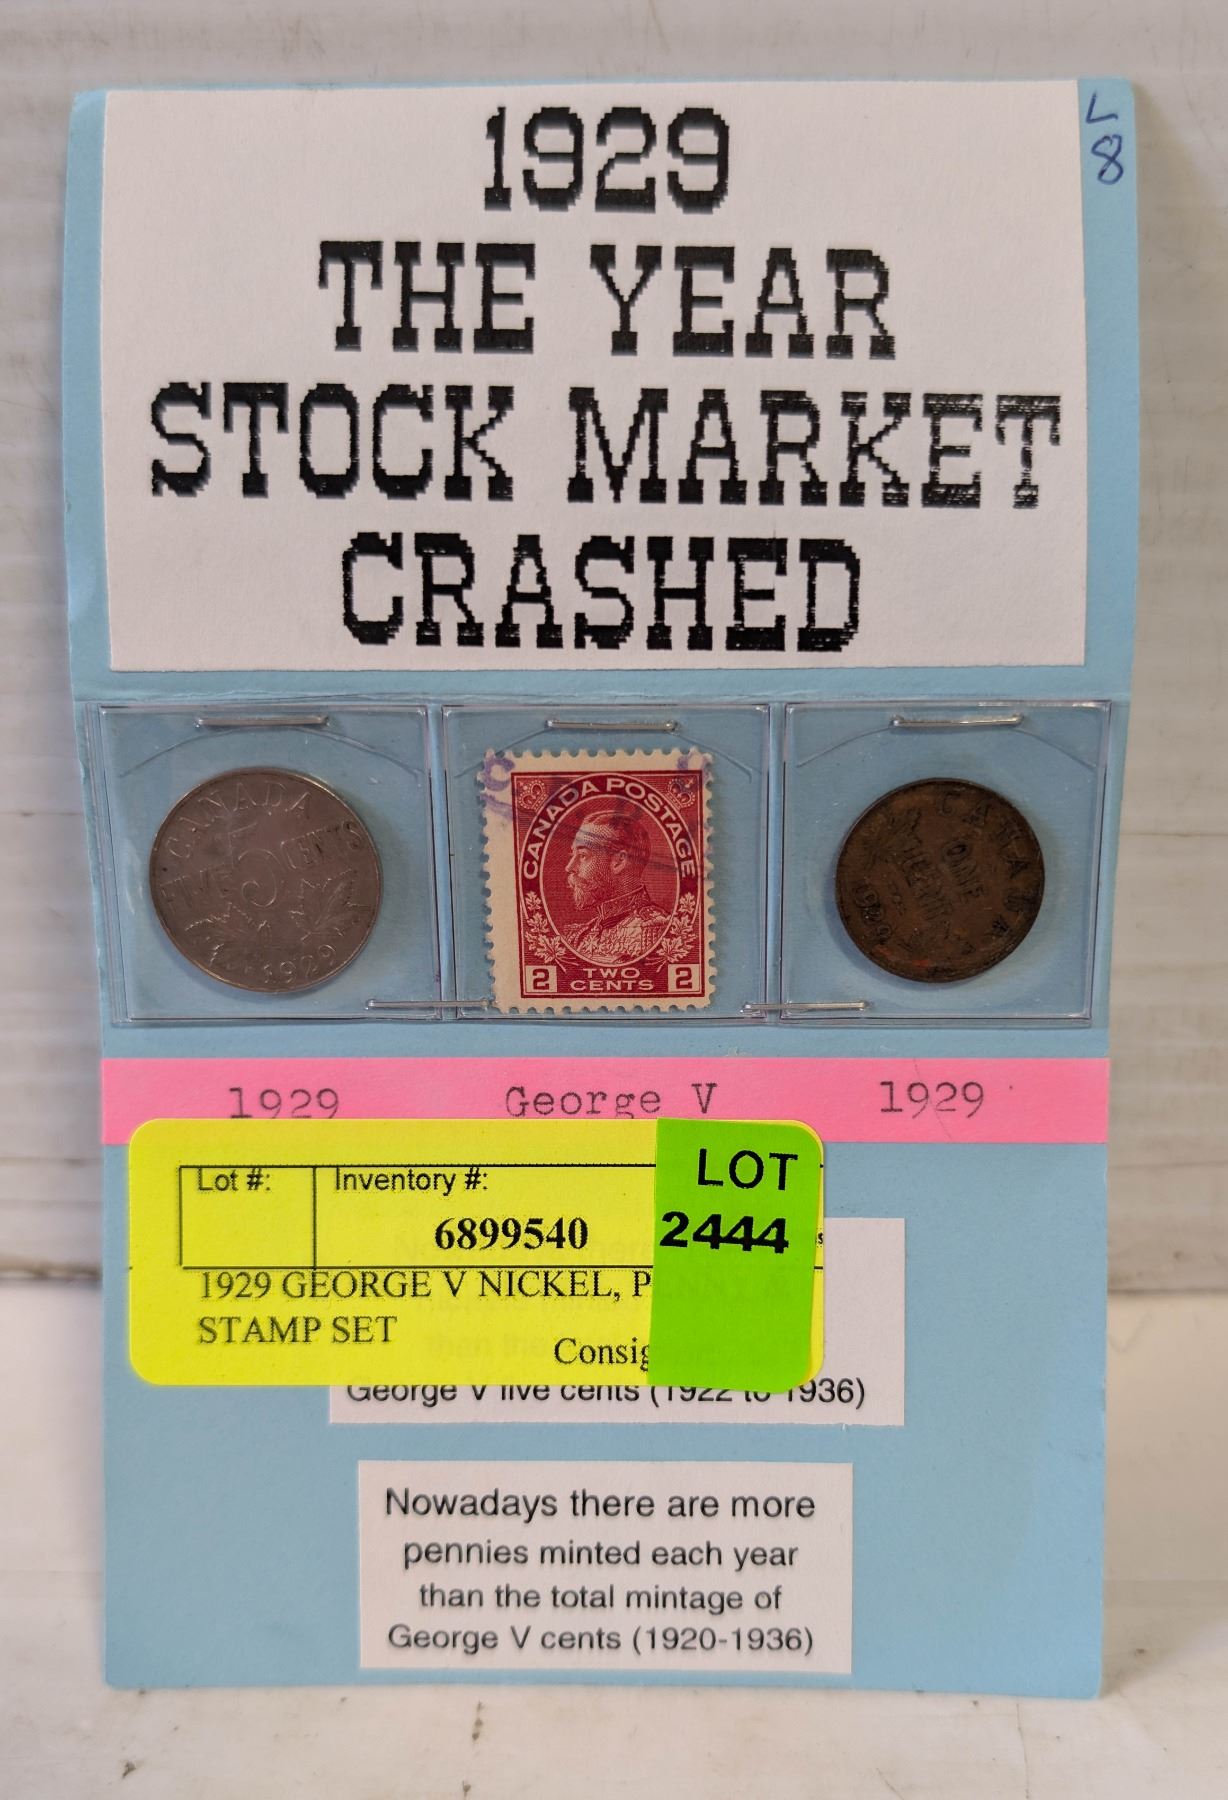 1929
THE YEAR
STOCK MARKET
CRASHED
L
8
CANADA
5
FIVE CENTS
1929
CANADA POSTAGE
2 TWO CENTS 2
CANADA
ONE
CENT
1929
1929 George V 1929
Lot #: Inventory #:
6899540
LOT
2444
1929 GEORGE V NICKEL,
STAMP SET
Consig
George V five cents (1922 to 1936)
Nowadays there are more
pennies minted each year
than the total mintage of
George V cents (1920-1936)